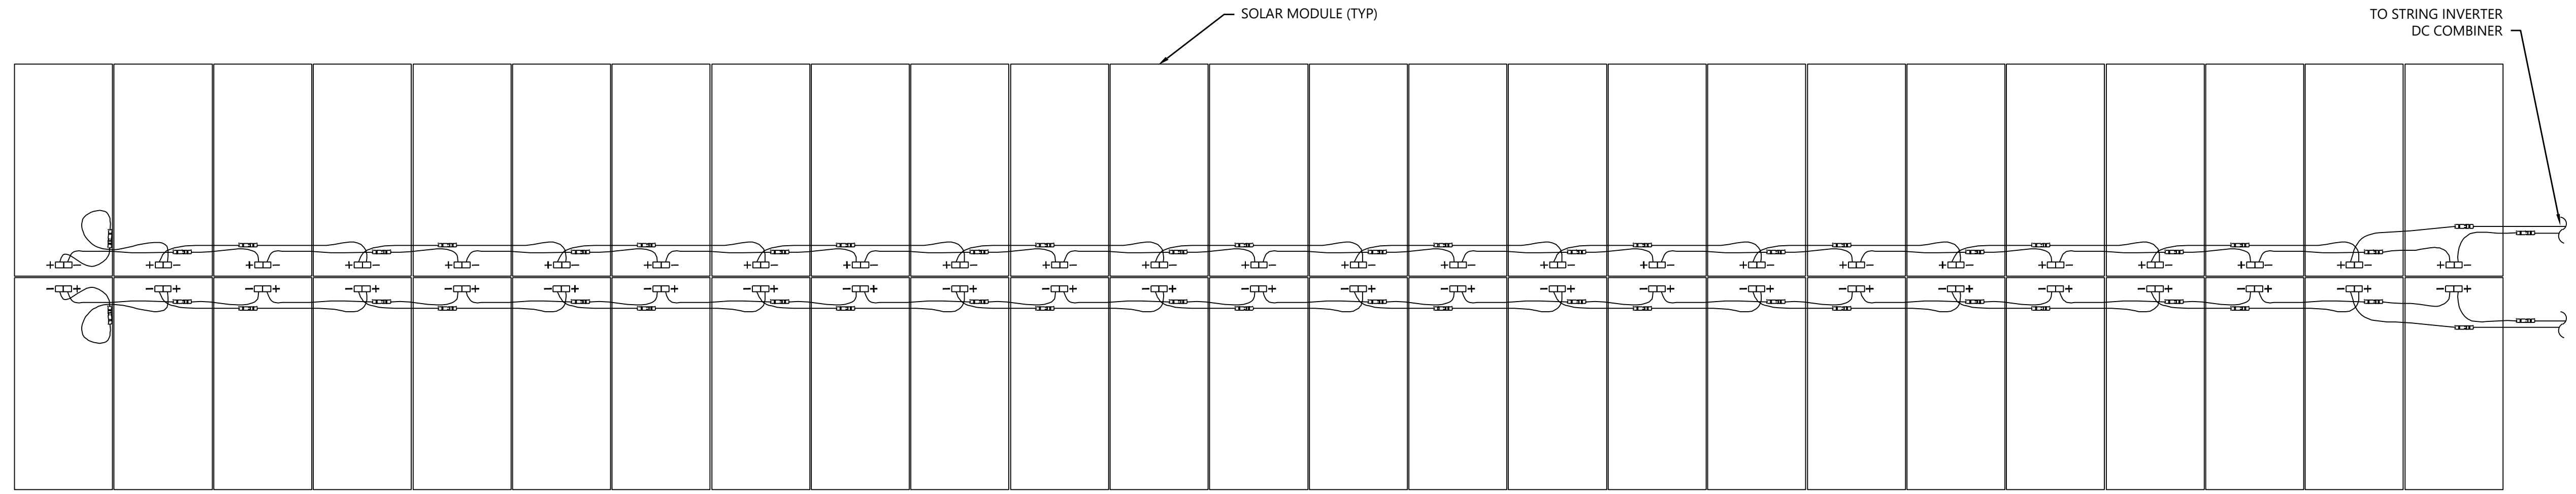 SOLAR MODULE (TYP)
TO STRING INVERTER
DC COMBINER
+ - + - + - + - + - + - + - + - + - + - + - + - + - + - + - + - + - + - + - + - + - + - + - + - + -
- + - + - + - + - + - + - + - + - + - + - + - + - + - + - + - + - + - + - + - + - + - + - + - + - +